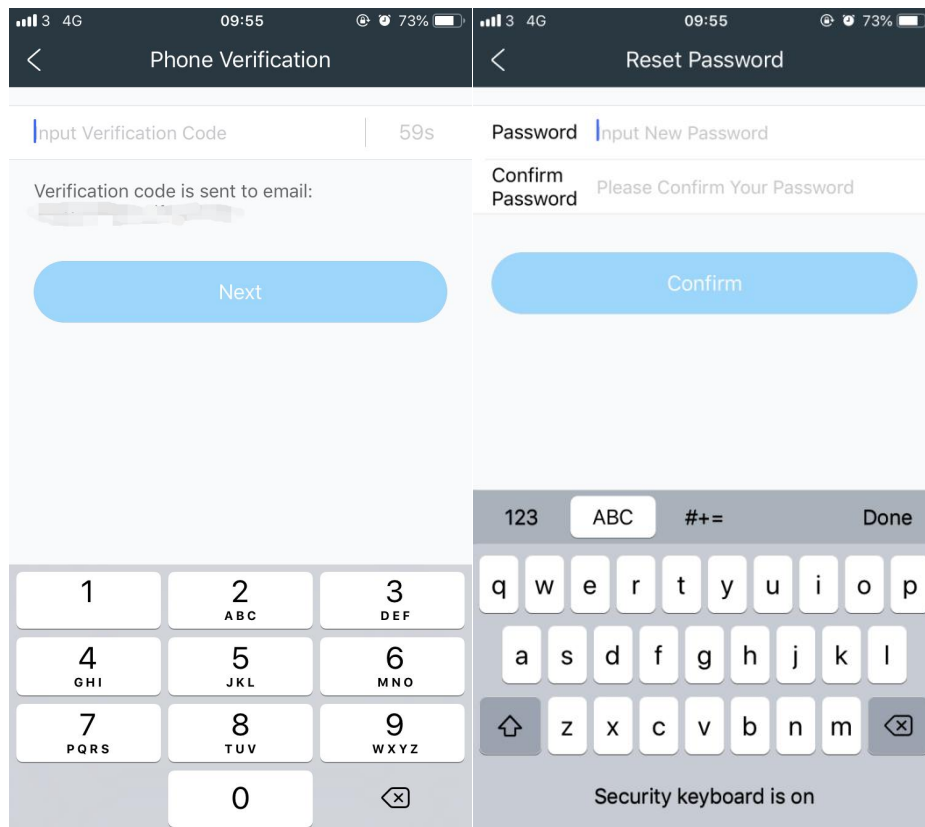 3 4G 09:55 73%
Phone Verification
Input Verification Code 59s
Verification code is sent to email:
Next
1
2 ABC
3 DEF
4 GHI
5 JKL
6 MNO
7 PQRS
8 TUV
9 WXYZ
0
3 4G 09:55 73%
Reset Password
Password Input New Password
Confirm
Password
Please Confirm Your Password
Confirm
123 ABC #+= Done
q w e r t y u i o p
a s d f g h j k l
z x c v b n m
Security keyboard is on